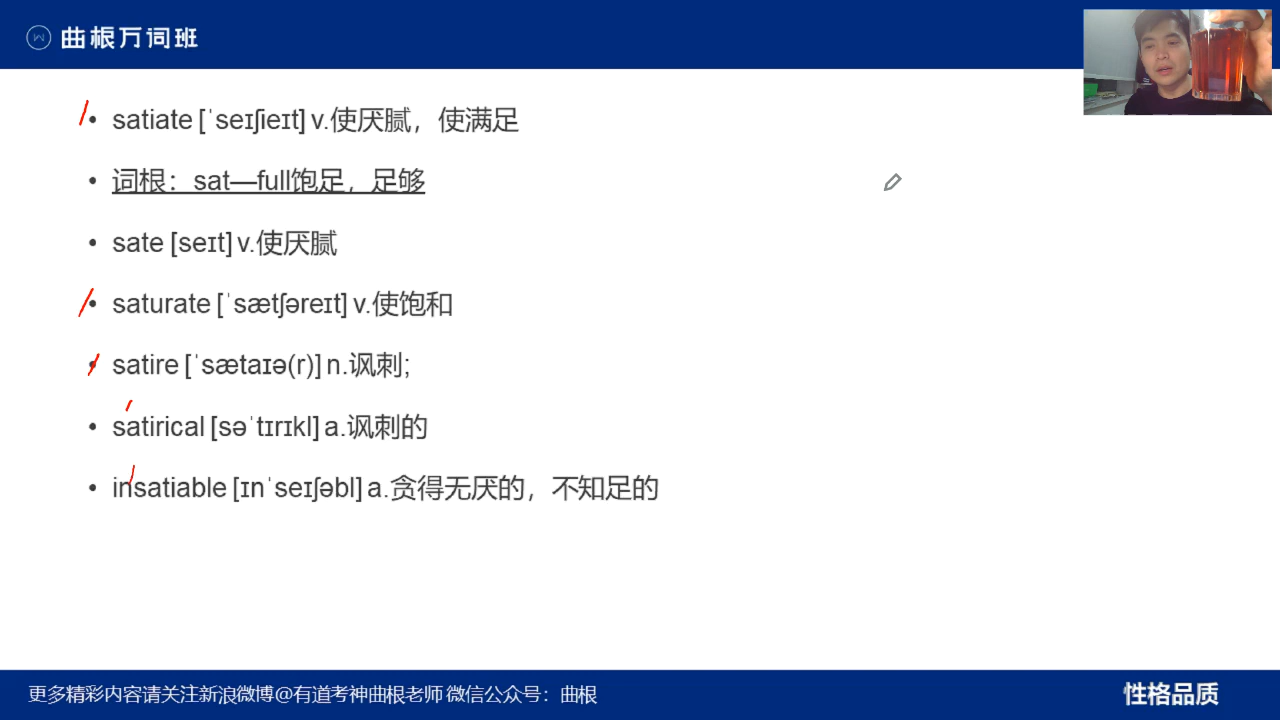 曲根万词班
satiate [ˈseɪʃieɪt] v.使厌腻，使满足
词根：sat—full饱足，足够
sate [seɪt] v.使厌腻
saturate [ˈsætʃəreɪt] v.使饱和
satire [ˈsætaɪə(r)] n.讽刺;
satirical [səˈtɪrɪkl] a.讽刺的
insatiable [ɪnˈseɪʃəbl] a.贪得无厌的，不知足的
更多精彩内容请关注新浪微博@有道考神曲根老师 微信公众号：曲根
性格品质